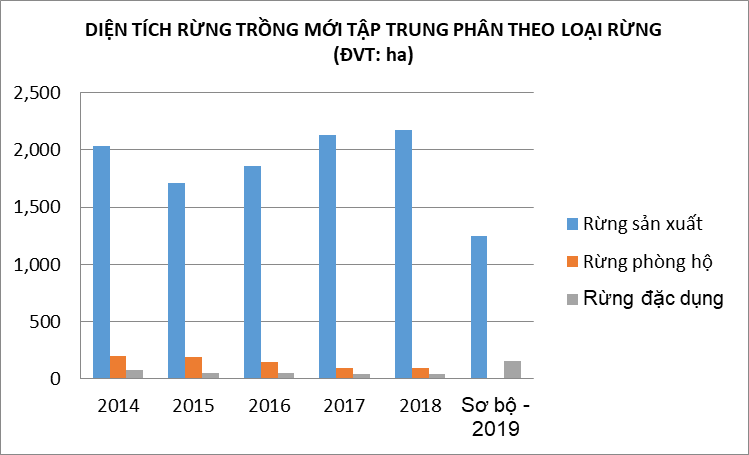 DIỆN TÍCH RỪNG TRỒNG MỚI TẬP TRUNG PHÂN THEO LOẠI RỪNG
(ĐVT: ha)
2,500
2,000
1,500
1,000
500
0
2014 2015 2016 2017 2018 Sơ bộ -
2019
Rừng sản xuất
Rừng phòng hộ
Rừng đặc dụng